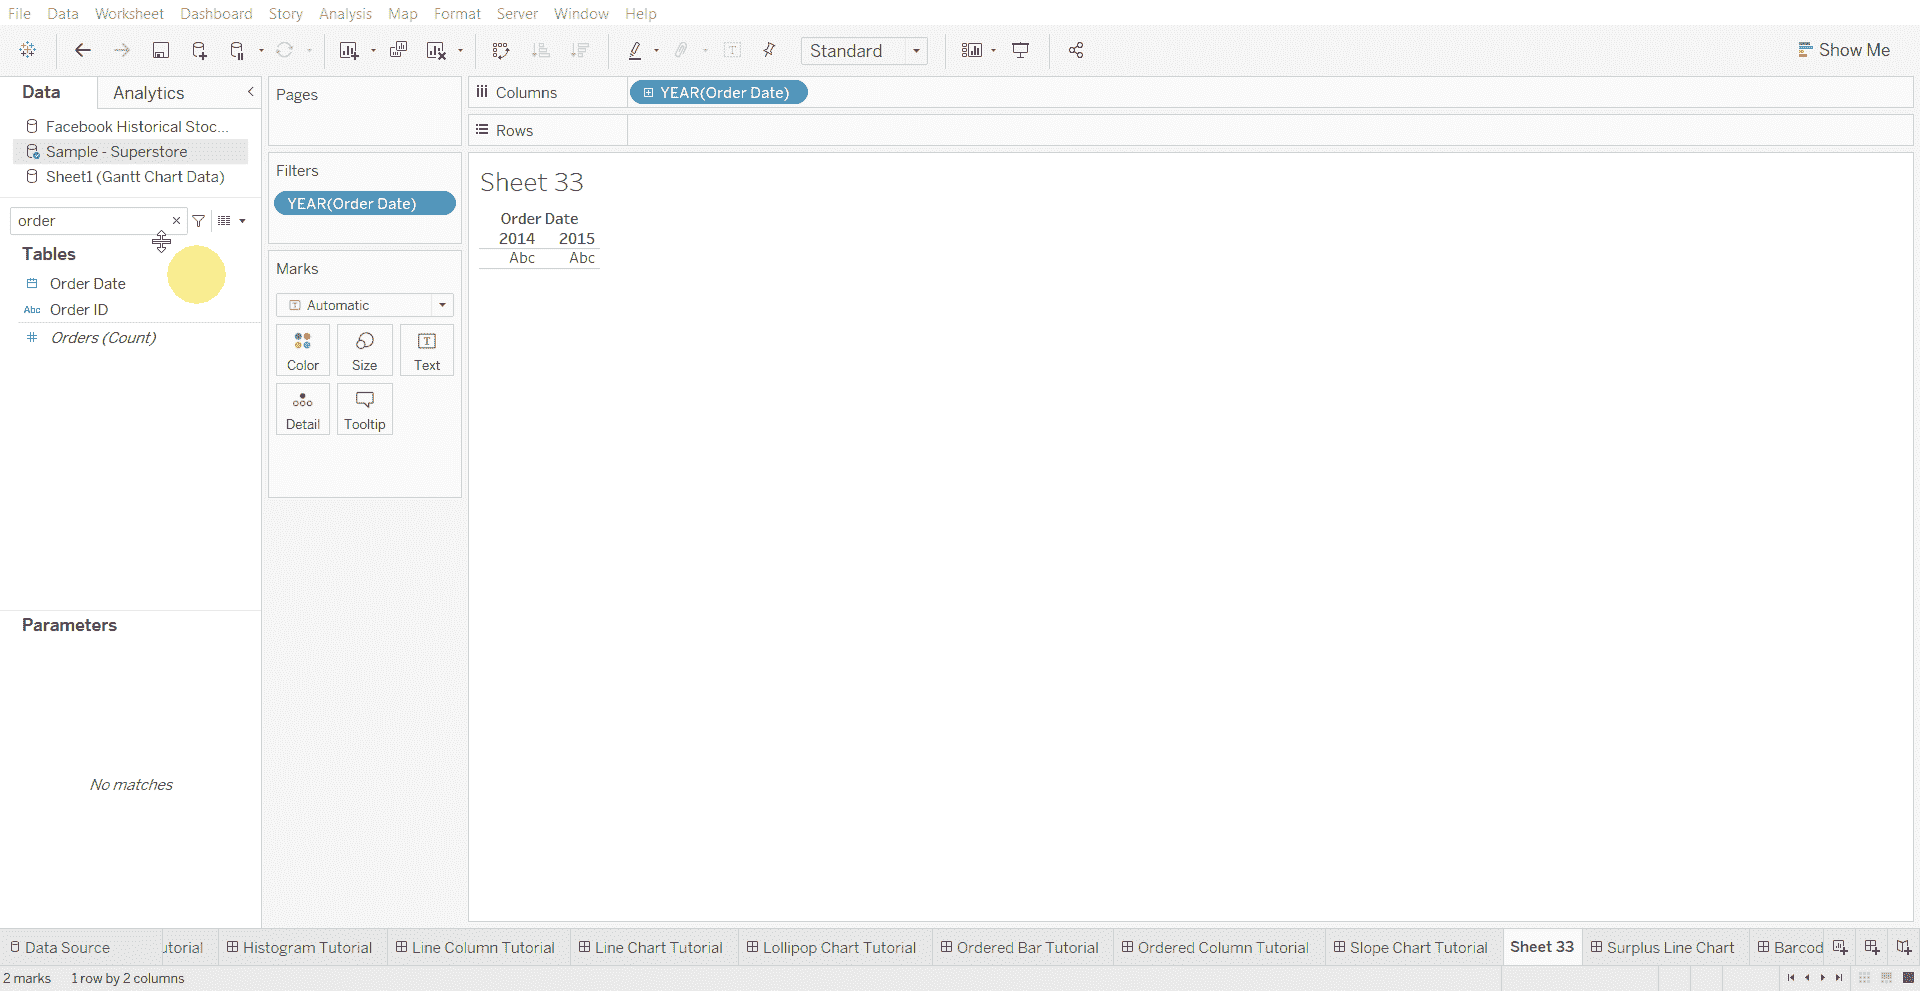 File Data Worksheet Dashboard Story Analysis Map Format Server Window Help
Standard
Show Me
Data Analytics
Facebook Historical Stoc...
Sample - Superstore
Sheet1 (Gantt Chart Data)
order
Tables
Order Date
Abc Order ID
Orders (Count)
Parameters
No matches
Pages
Filters
YEAR(Order Date)
Marks
T Automatic
Color Size Text
Detail Tooltip
Columns YEAR(Order Date)
Rows
Sheet 33
Order Date
2014 2015
Abc Abc
Data Source utorial Histogram Tutorial Line Column Tutorial Line Chart Tutorial Lollipop Chart Tutorial Ordered Bar Tutorial Ordered Column Tutorial Slope Chart Tutorial Sheet 33 Surplus Line Chart Barcod
2 marks 1 row by 2 columns